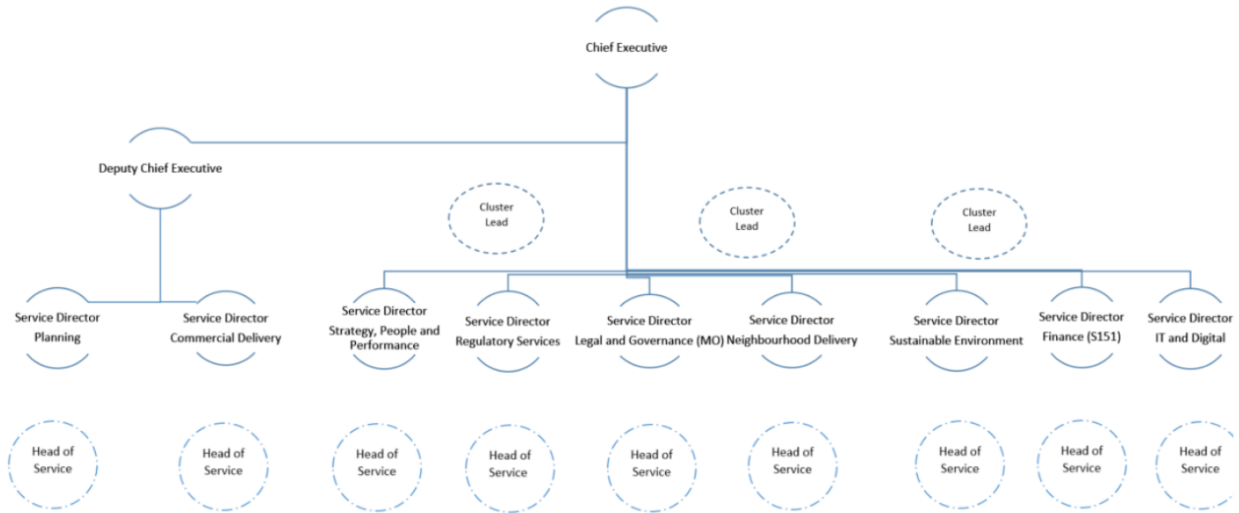 Chief Executive
Deputy Chief Executive
Cluster
Lead
Cluster
Lead
Cluster
Lead
Service Director
Planning
Service Director
Commercial Delivery
Service Director
Strategy, People and
Performance
Service Director
Regulatory Services
Service Director
Legal and Governance (MO)
Service Director
Neighbourhood Delivery
Service Director
Sustainable Environment
Service Director
Finance (S151)
Service Director
IT and Digital
Head of
Service
Head of
Service
Head of
Service
Head of
Service
Head of
Service
Head of
Service
Head of
Service
Head of
Service
Head of
Service